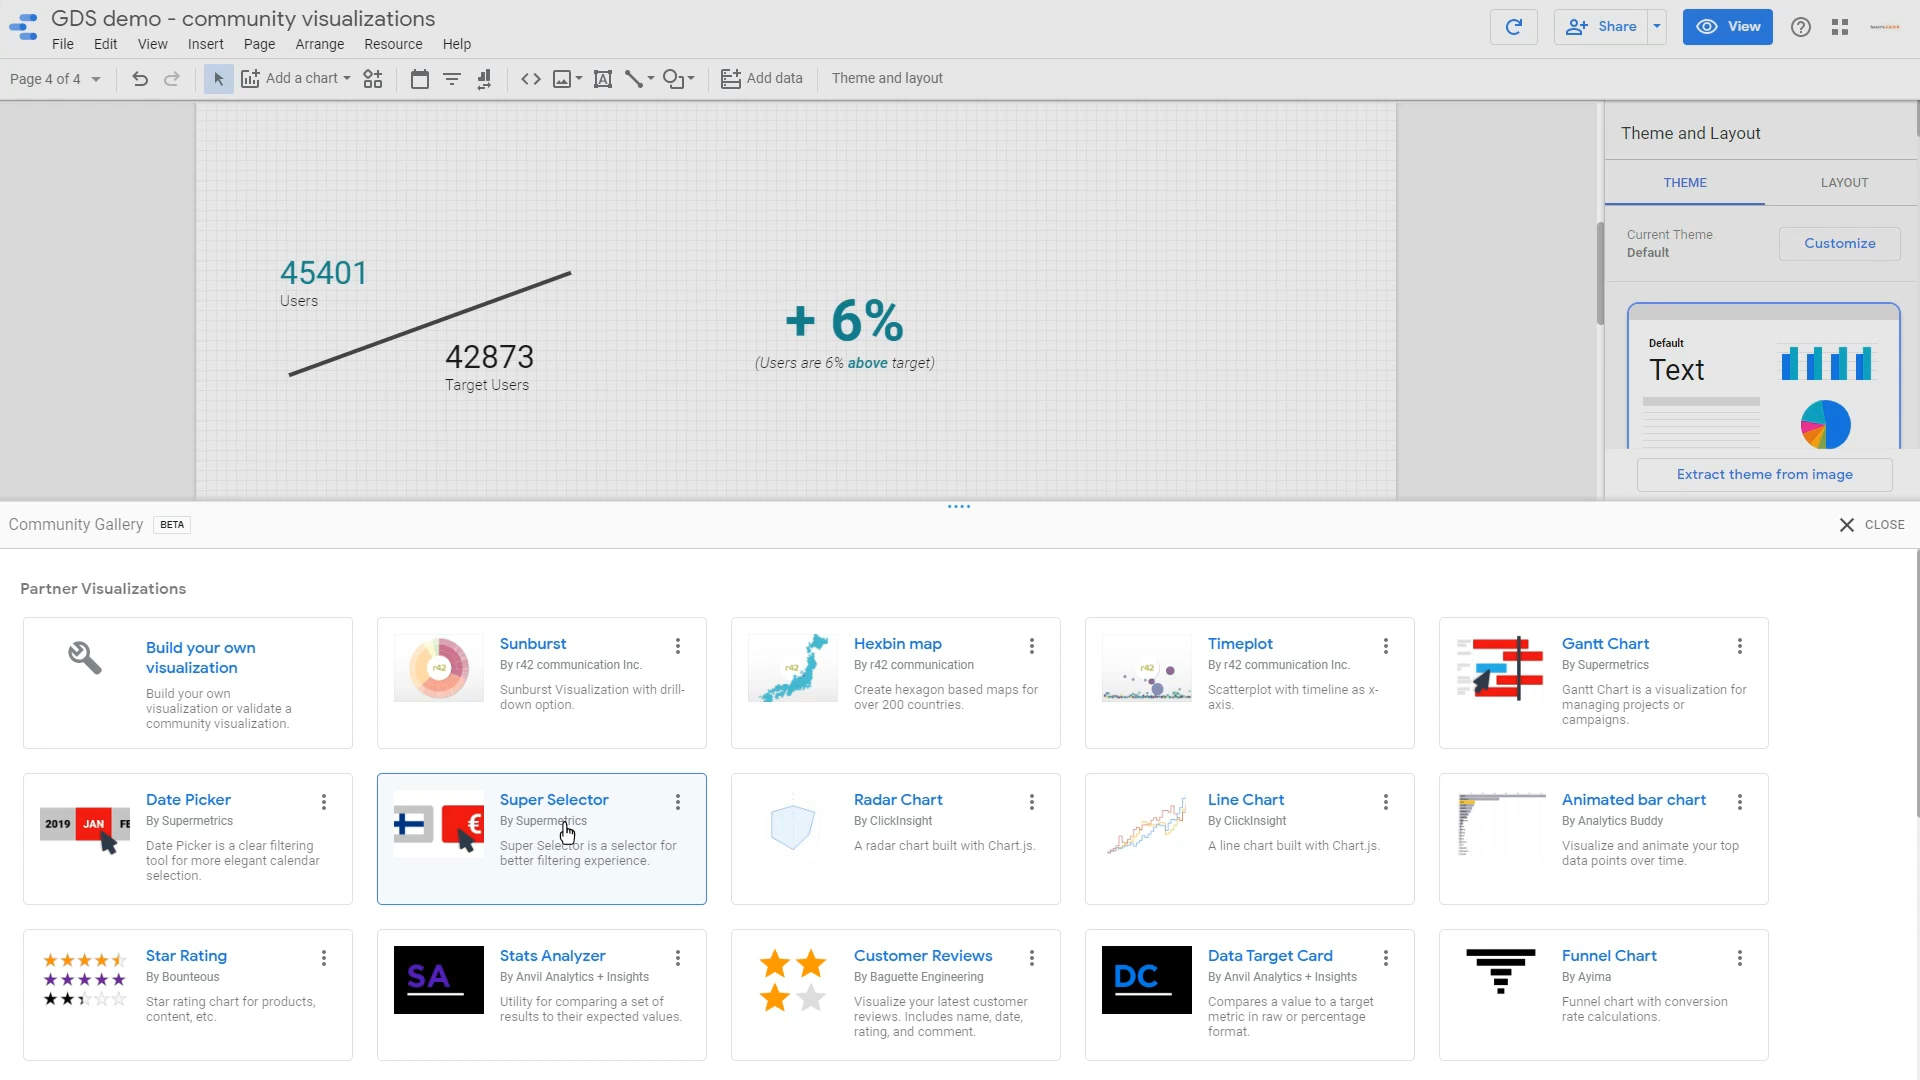 GDS demo - community visualizations
File Edit View Insert Page Arrange Resource Help
Share
View
Page 4 of 4
Add a chart
Add data
Theme and layout
45401
Users
42873
Target Users
+ 6%
(Users are 6% above target)
Theme and Layout
THEME
LAYOUT
Current Theme
Default
Customize
Default
Text
Extract theme from image
Community Gallery
BETA
CLOSE
Partner Visualizations
Build your own
visualization
Build your own
visualization or validate a
community visualization.
r42
Sunburst
By r42 communication Inc.
Sunburst Visualization with drill-
down option.
r42
Hexbin map
By r42 communication
Create hexagon based maps for
over 200 countries.
r42
Timeplot
By r42 communication Inc.
Scatterplot with timeline as x-
axis.
Gantt Chart
By Supermetrics
Gantt Chart is a visualization for
managing projects or
campaigns.
2019 JAN FE
Date Picker
By Supermetrics
Date Picker is a clear filtering
tool for more elegant calendar
selection.
€
Super Selector
By Supermetrics
Super Selector is a selector for
better filtering experience.
Radar Chart
By ClickInsight
A radar chart built with Chart.js.
Line Chart
By ClickInsight
A line chart built with Chart.js.
Animated bar chart
By Analytics Buddy
Visualize and animate your top
data points over time.
Star Rating
By Bounteous
Star rating chart for products,
content, etc.
SA
Stats Analyzer
By Anvil Analytics + Insights
Utility for comparing a set of
results to their expected values.
Customer Reviews
By Baguette Engineering
Visualize your latest customer
reviews. Includes name, date,
rating, and comment.
DC
Data Target Card
By Anvil Analytics + Insights
Compares a value to a target
metric in raw or percentage
format.
Funnel Chart
By Ayima
Funnel chart with conversion
rate calculations.